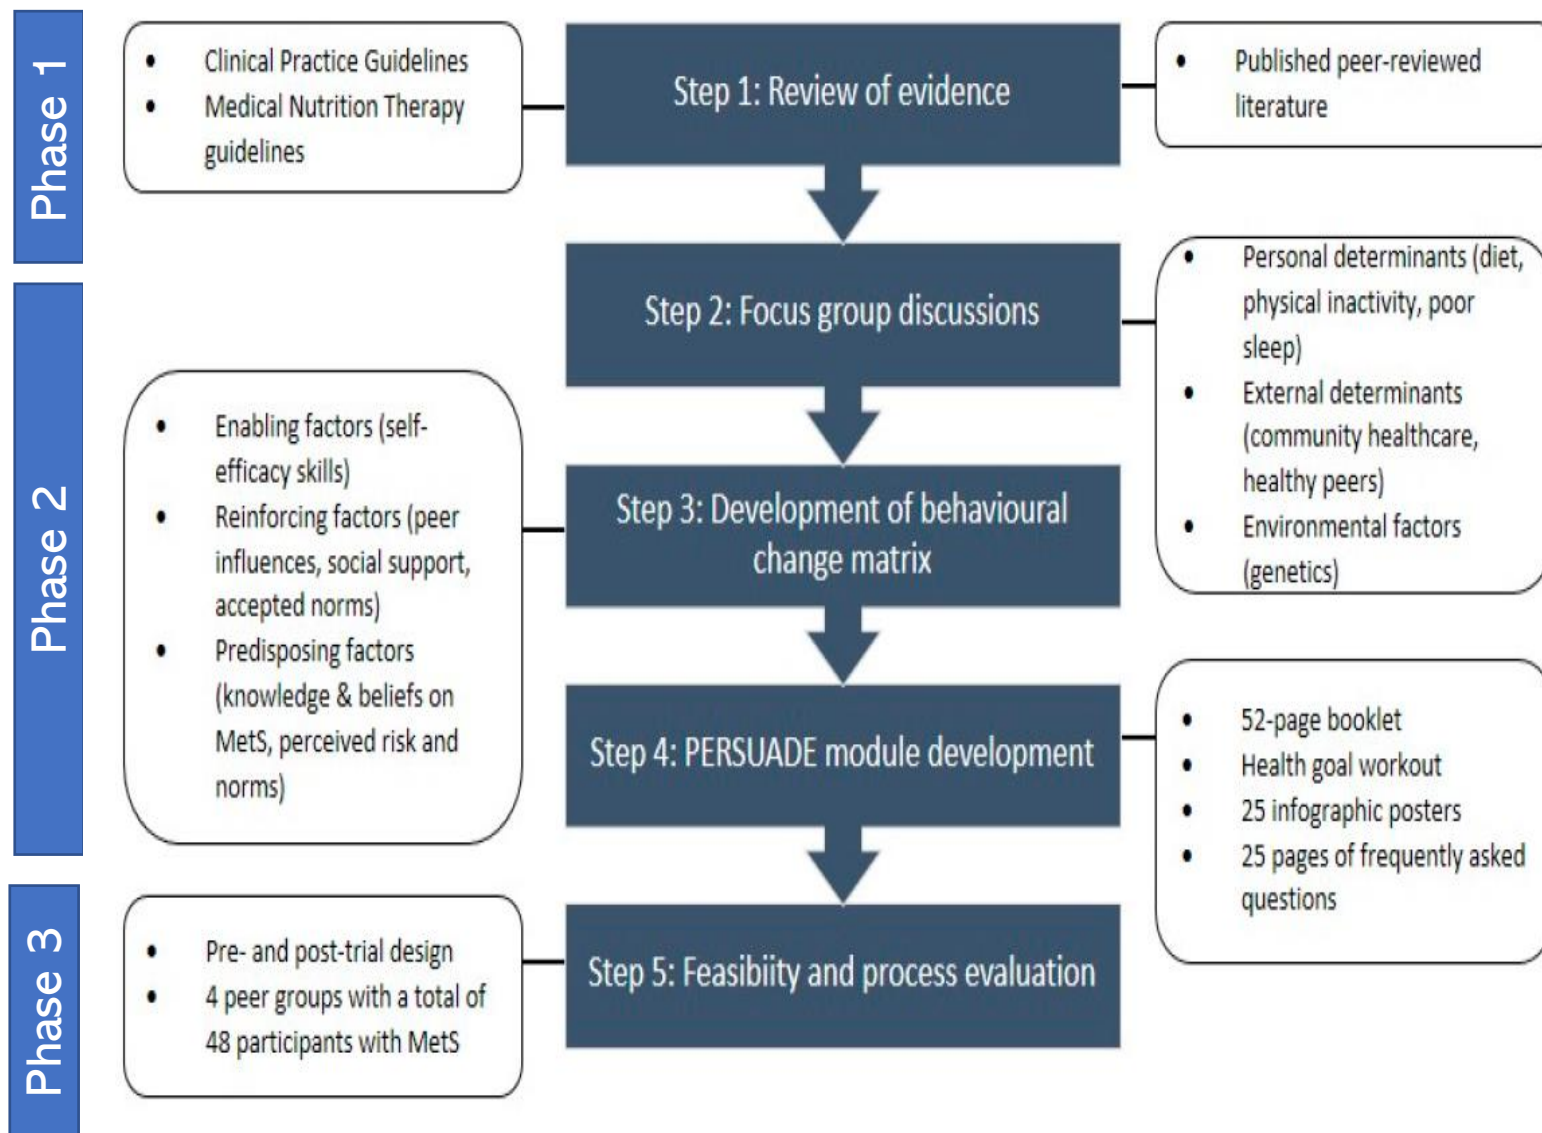 Phase 1
• Clinical Practice Guidelines
• Medical Nutrition Therapy
guidelines
Step 1: Review of evidence
• Published peer-reviewed
literature
Phase 2
Step 2: Focus group discussions
• Personal determinants (diet,
physical inactivity, poor
sleep)
• External determinants
(community healthcare,
healthy peers)
• Environmental factors
(genetics)
• Enabling factors (self-
efficacy skills)
• Reinforcing factors (peer
influences, social support,
accepted norms)
• Predisposing factors
(knowledge & beliefs on
MetS, perceived risk and
norms)
Step 3: Development of behavioural
change matrix
Step 4: PERSUADE module development
• 52-page booklet
• Health goal workout
• 25 infographic posters
• 25 pages of frequently asked
questions
Phase 3
• Pre- and post-trial design
• 4 peer groups with a total of
48 participants with MetS
Step 5: Feasibiity and process evaluation